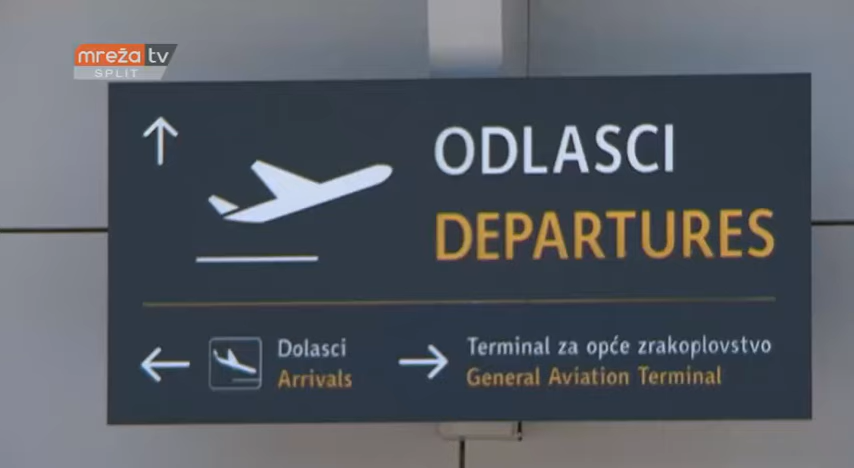 mreža tv
SPLIT
ODLASCI
DEPARTURES
Dolasci
Arrivals
Terminal za opće zrakoplovstvo
General Aviation Terminal